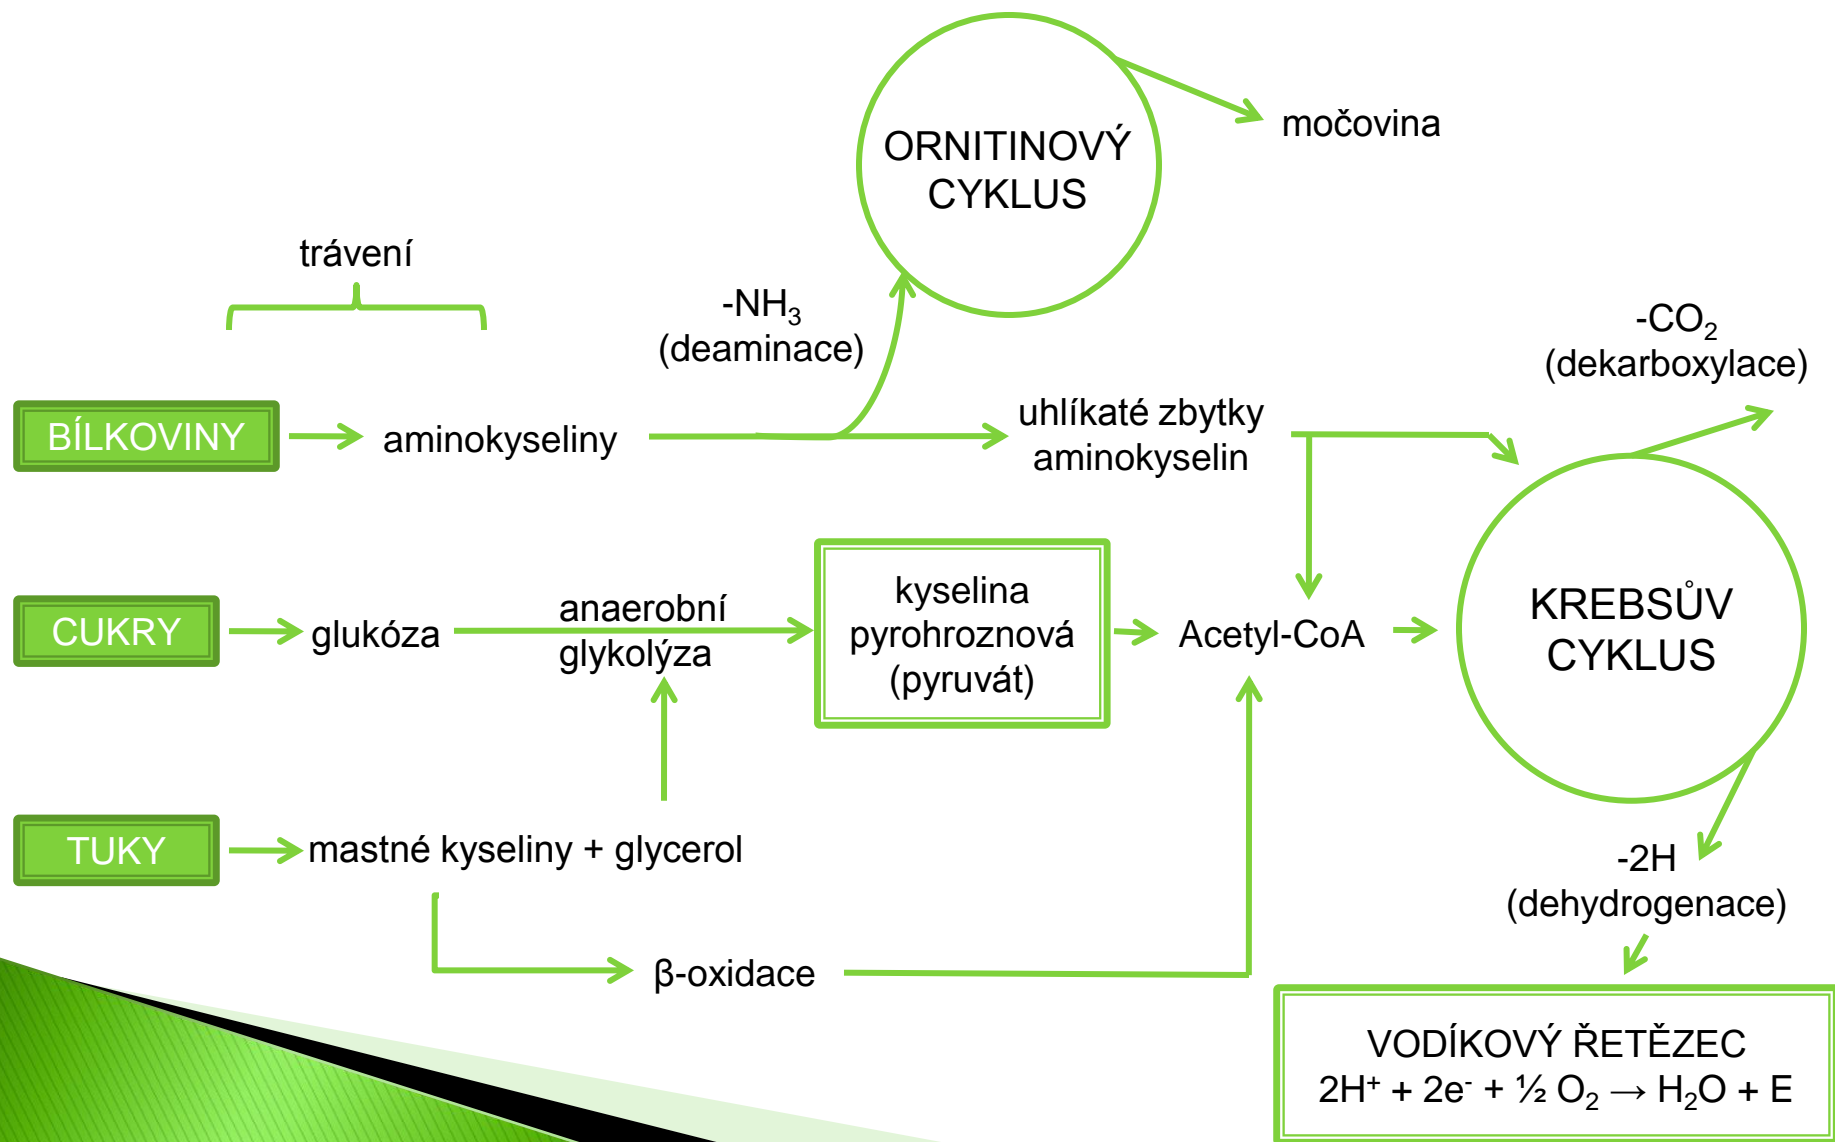 ORNITINOVÝ
CYKLUS
močovina
trávení
-NH₃
(deaminace)
-CO₂
(dekarboxylace)
BÍLKOVINY
aminokyseliny
uhlíkaté zbytky
aminokyselin
CUKRY
glukóza
anaerobní
glykolýza
kyselina
pyrohroznová
(pyruvát)
Acetyl-CoA
KREBSŮV
CYKLUS
TUKY
mastné kyseliny + glycerol
-2H
(dehydrogenace)
β-oxidace
VODÍKOVÝ ŘETĚZEC
2H⁺ + 2e⁻ + ½ O₂ → H₂O + E